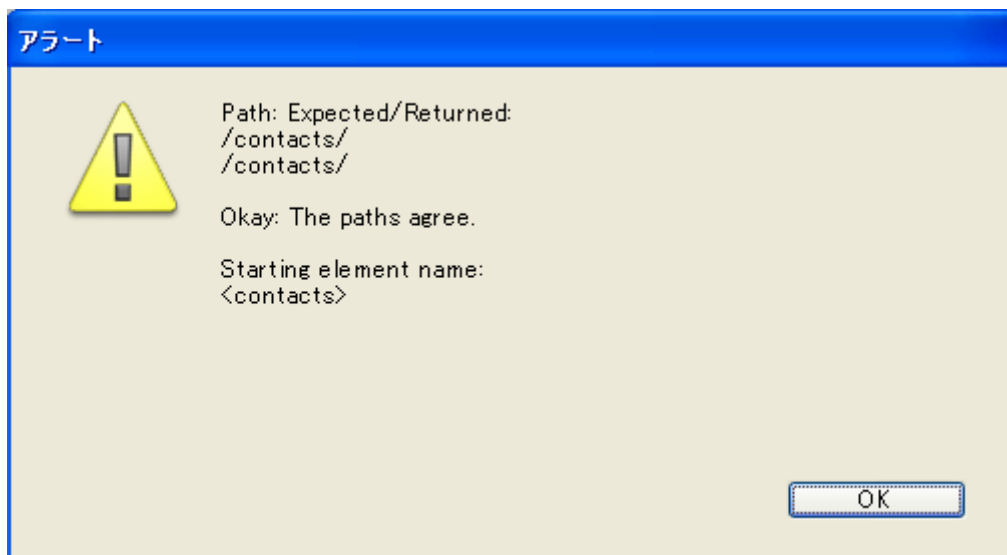 アラート
Path: Expected/Returned:
/contacts/
/contacts/
Okay: The paths agree.
Starting element name:
<contacts>
OK